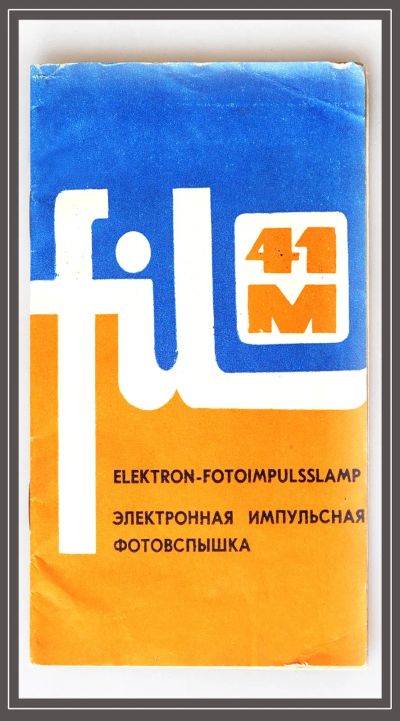 fil
41
M
ELEKTRON-FOTOIMPULSSLAMP
ЭЛЕКТРОННАЯ ИМПУЛЬСНАЯ
ФОТОВСПЫШКА